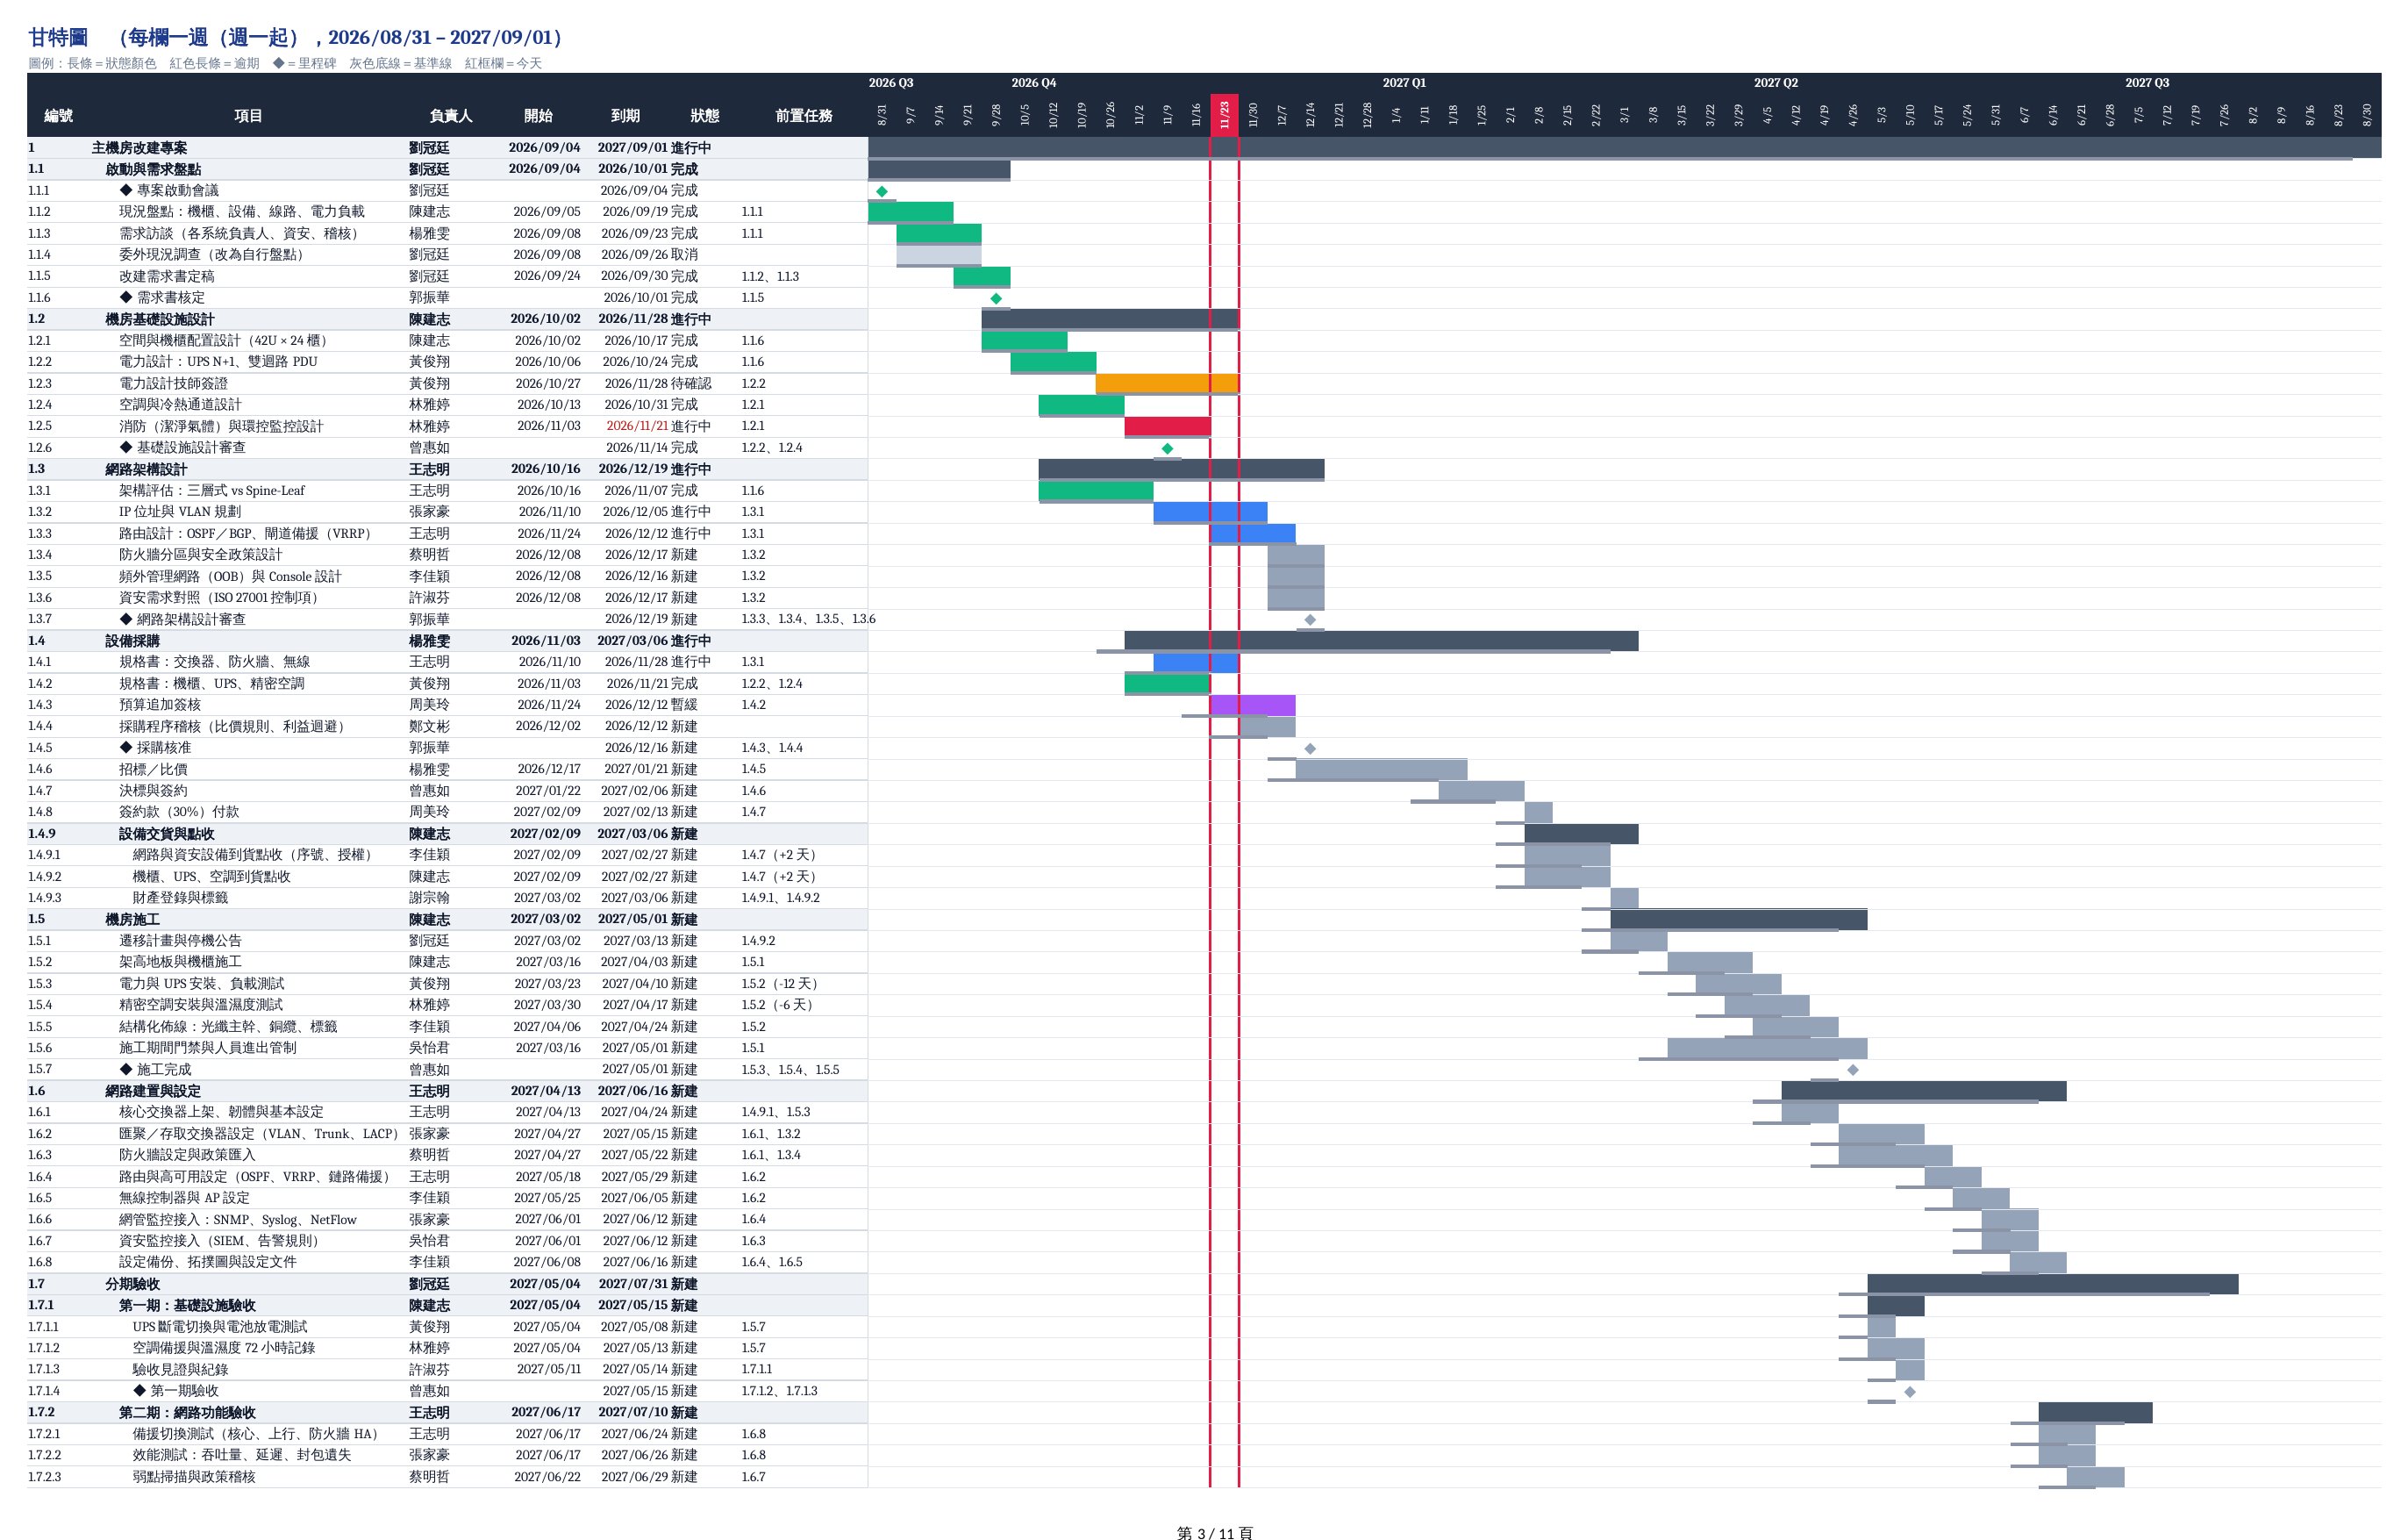 甘特圖　（每欄一週（週一起），2026/08/31 – 2027/09/01）
圖例：長條＝狀態顏色　紅色長條＝逾期　◆＝里程碑　灰色底線＝基準線　紅框欄＝今天
2026 Q3 2026 Q4 2027 Q1 2027 Q2 2027 Q3
編號 項目 負責人 開始 到期 狀態 前置任務 8/31 9/7 9/14 9/21 9/28 10/5 10/12 10/19 10/26 11/2 11/9 11/16 11/23 11/30 12/7 12/14 12/21 12/28 1/4 1/11 1/18 1/25 2/1 2/8 2/15 2/22 3/1 3/8 3/15 3/22 3/29 4/5 4/12 4/19 4/26 5/3 5/10 5/17 5/24 5/31 6/7 6/14 6/21 6/28 7/5 7/12 7/19 7/26 8/2 8/9 8/16 8/23 8/30
1 主機房改建專案 劉冠廷 2026/09/04 2027/09/01 進行中
1.1 啟動與需求盤點 劉冠廷 2026/09/04 2026/10/01 完成
1.1.1 ◆ 專案啟動會議 劉冠廷 2026/09/04 完成
1.1.2 現況盤點：機櫃、設備、線路、電力負載 陳建志 2026/09/05 2026/09/19 完成 1.1.1
1.1.3 需求訪談（各系統負責人、資安、稽核） 楊雅雯 2026/09/08 2026/09/23 完成 1.1.1
1.1.4 委外現況調查（改為自行盤點） 劉冠廷 2026/09/08 2026/09/26 取消
1.1.5 改建需求書定稿 劉冠廷 2026/09/24 2026/09/30 完成 1.1.2、1.1.3
1.1.6 ◆ 需求書核定 郭振華 2026/10/01 完成 1.1.5
1.2 機房基礎設施設計 陳建志 2026/10/02 2026/11/28 進行中
1.2.1 空間與機櫃配置設計（42U × 24 櫃） 陳建志 2026/10/02 2026/10/17 完成 1.1.6
1.2.2 電力設計：UPS N+1、雙迴路 PDU 黃俊翔 2026/10/06 2026/10/24 完成 1.1.6
1.2.3 電力設計技師簽證 黃俊翔 2026/10/27 2026/11/28 待確認 1.2.2
1.2.4 空調與冷熱通道設計 林雅婷 2026/10/13 2026/10/31 完成 1.2.1
1.2.5 消防（潔淨氣體）與環控監控設計 林雅婷 2026/11/03 2026/11/21 進行中 1.2.1
1.2.6 ◆ 基礎設施設計審查 曾惠如 2026/11/14 完成 1.2.2、1.2.4
1.3 網路架構設計 王志明 2026/10/16 2026/12/19 進行中
1.3.1 架構評估：三層式 vs Spine-Leaf 王志明 2026/10/16 2026/11/07 完成 1.1.6
1.3.2 IP 位址與 VLAN 規劃 張家豪 2026/11/10 2026/12/05 進行中 1.3.1
1.3.3 路由設計：OSPF／BGP、閘道備援（VRRP） 王志明 2026/11/24 2026/12/12 進行中 1.3.1
1.3.4 防火牆分區與安全政策設計 蔡明哲 2026/12/08 2026/12/17 新建 1.3.2
1.3.5 頻外管理網路（OOB）與 Console 設計 李佳穎 2026/12/08 2026/12/16 新建 1.3.2
1.3.6 資安需求對照（ISO 27001 控制項） 許淑芬 2026/12/08 2026/12/17 新建 1.3.2
1.3.7 ◆ 網路架構設計審查 郭振華 2026/12/19 新建 1.3.3、1.3.4、1.3.5、1.3.6
1.4 設備採購 楊雅雯 2026/11/03 2027/03/06 進行中
1.4.1 規格書：交換器、防火牆、無線 王志明 2026/11/10 2026/11/28 進行中 1.3.1
1.4.2 規格書：機櫃、UPS、精密空調 黃俊翔 2026/11/03 2026/11/21 完成 1.2.2、1.2.4
1.4.3 預算追加簽核 周美玲 2026/11/24 2026/12/12 暫緩 1.4.2
1.4.4 採購程序稽核（比價規則、利益迴避） 鄭文彬 2026/12/02 2026/12/12 新建
1.4.5 ◆ 採購核准 郭振華 2026/12/16 新建 1.4.3、1.4.4
1.4.6 招標／比價 楊雅雯 2026/12/17 2027/01/21 新建 1.4.5
1.4.7 決標與簽約 曾惠如 2027/01/22 2027/02/06 新建 1.4.6
1.4.8 簽約款（30%）付款 周美玲 2027/02/09 2027/02/13 新建 1.4.7
1.4.9 設備交貨與點收 陳建志 2027/02/09 2027/03/06 新建
1.4.9.1 網路與資安設備到貨點收（序號、授權） 李佳穎 2027/02/09 2027/02/27 新建 1.4.7（+2 天）
1.4.9.2 機櫃、UPS、空調到貨點收 陳建志 2027/02/09 2027/02/27 新建 1.4.7（+2 天）
1.4.9.3 財產登錄與標籤 謝宗翰 2027/03/02 2027/03/06 新建 1.4.9.1、1.4.9.2
1.5 機房施工 陳建志 2027/03/02 2027/05/01 新建
1.5.1 遷移計畫與停機公告 劉冠廷 2027/03/02 2027/03/13 新建 1.4.9.2
1.5.2 架高地板與機櫃施工 陳建志 2027/03/16 2027/04/03 新建 1.5.1
1.5.3 電力與 UPS 安裝、負載測試 黃俊翔 2027/03/23 2027/04/10 新建 1.5.2（-12 天）
1.5.4 精密空調安裝與溫濕度測試 林雅婷 2027/03/30 2027/04/17 新建 1.5.2（-6 天）
1.5.5 結構化佈線：光纖主幹、銅纜、標籤 李佳穎 2027/04/06 2027/04/24 新建 1.5.2
1.5.6 施工期間門禁與人員進出管制 吳怡君 2027/03/16 2027/05/01 新建 1.5.1
1.5.7 ◆ 施工完成 曾惠如 2027/05/01 新建 1.5.3、1.5.4、1.5.5
1.6 網路建置與設定 王志明 2027/04/13 2027/06/16 新建
1.6.1 核心交換器上架、韌體與基本設定 王志明 2027/04/13 2027/04/24 新建 1.4.9.1、1.5.3
1.6.2 匯聚／存取交換器設定（VLAN、Trunk、LACP） 張家豪 2027/04/27 2027/05/15 新建 1.6.1、1.3.2
1.6.3 防火牆設定與政策匯入 蔡明哲 2027/04/27 2027/05/22 新建 1.6.1、1.3.4
1.6.4 路由與高可用設定（OSPF、VRRP、鏈路備援） 王志明 2027/05/18 2027/05/29 新建 1.6.2
1.6.5 無線控制器與 AP 設定 李佳穎 2027/05/25 2027/06/05 新建 1.6.2
1.6.6 網管監控接入：SNMP、Syslog、NetFlow 張家豪 2027/06/01 2027/06/12 新建 1.6.4
1.6.7 資安監控接入（SIEM、告警規則） 吳怡君 2027/06/01 2027/06/12 新建 1.6.3
1.6.8 設定備份、拓撲圖與設定文件 李佳穎 2027/06/08 2027/06/16 新建 1.6.4、1.6.5
1.7 分期驗收 劉冠廷 2027/05/04 2027/07/31 新建
1.7.1 第一期：基礎設施驗收 陳建志 2027/05/04 2027/05/15 新建
1.7.1.1 UPS 斷電切換與電池放電測試 黃俊翔 2027/05/04 2027/05/08 新建 1.5.7
1.7.1.2 空調備援與溫濕度 72 小時記錄 林雅婷 2027/05/04 2027/05/13 新建 1.5.7
1.7.1.3 驗收見證與紀錄 許淑芬 2027/05/11 2027/05/14 新建 1.7.1.1
1.7.1.4 ◆ 第一期驗收 曾惠如 2027/05/15 新建 1.7.1.2、1.7.1.3
1.7.2 第二期：網路功能驗收 王志明 2027/06/17 2027/07/10 新建
1.7.2.1 備援切換測試（核心、上行、防火牆 HA） 王志明 2027/06/17 2027/06/24 新建 1.6.8
1.7.2.2 效能測試：吞吐量、延遲、封包遺失 張家豪 2027/06/17 2027/06/26 新建 1.6.8
1.7.2.3 弱點掃描與政策稽核 蔡明哲 2027/06/22 2027/06/29 新建 1.6.7
第 3 / 11 頁